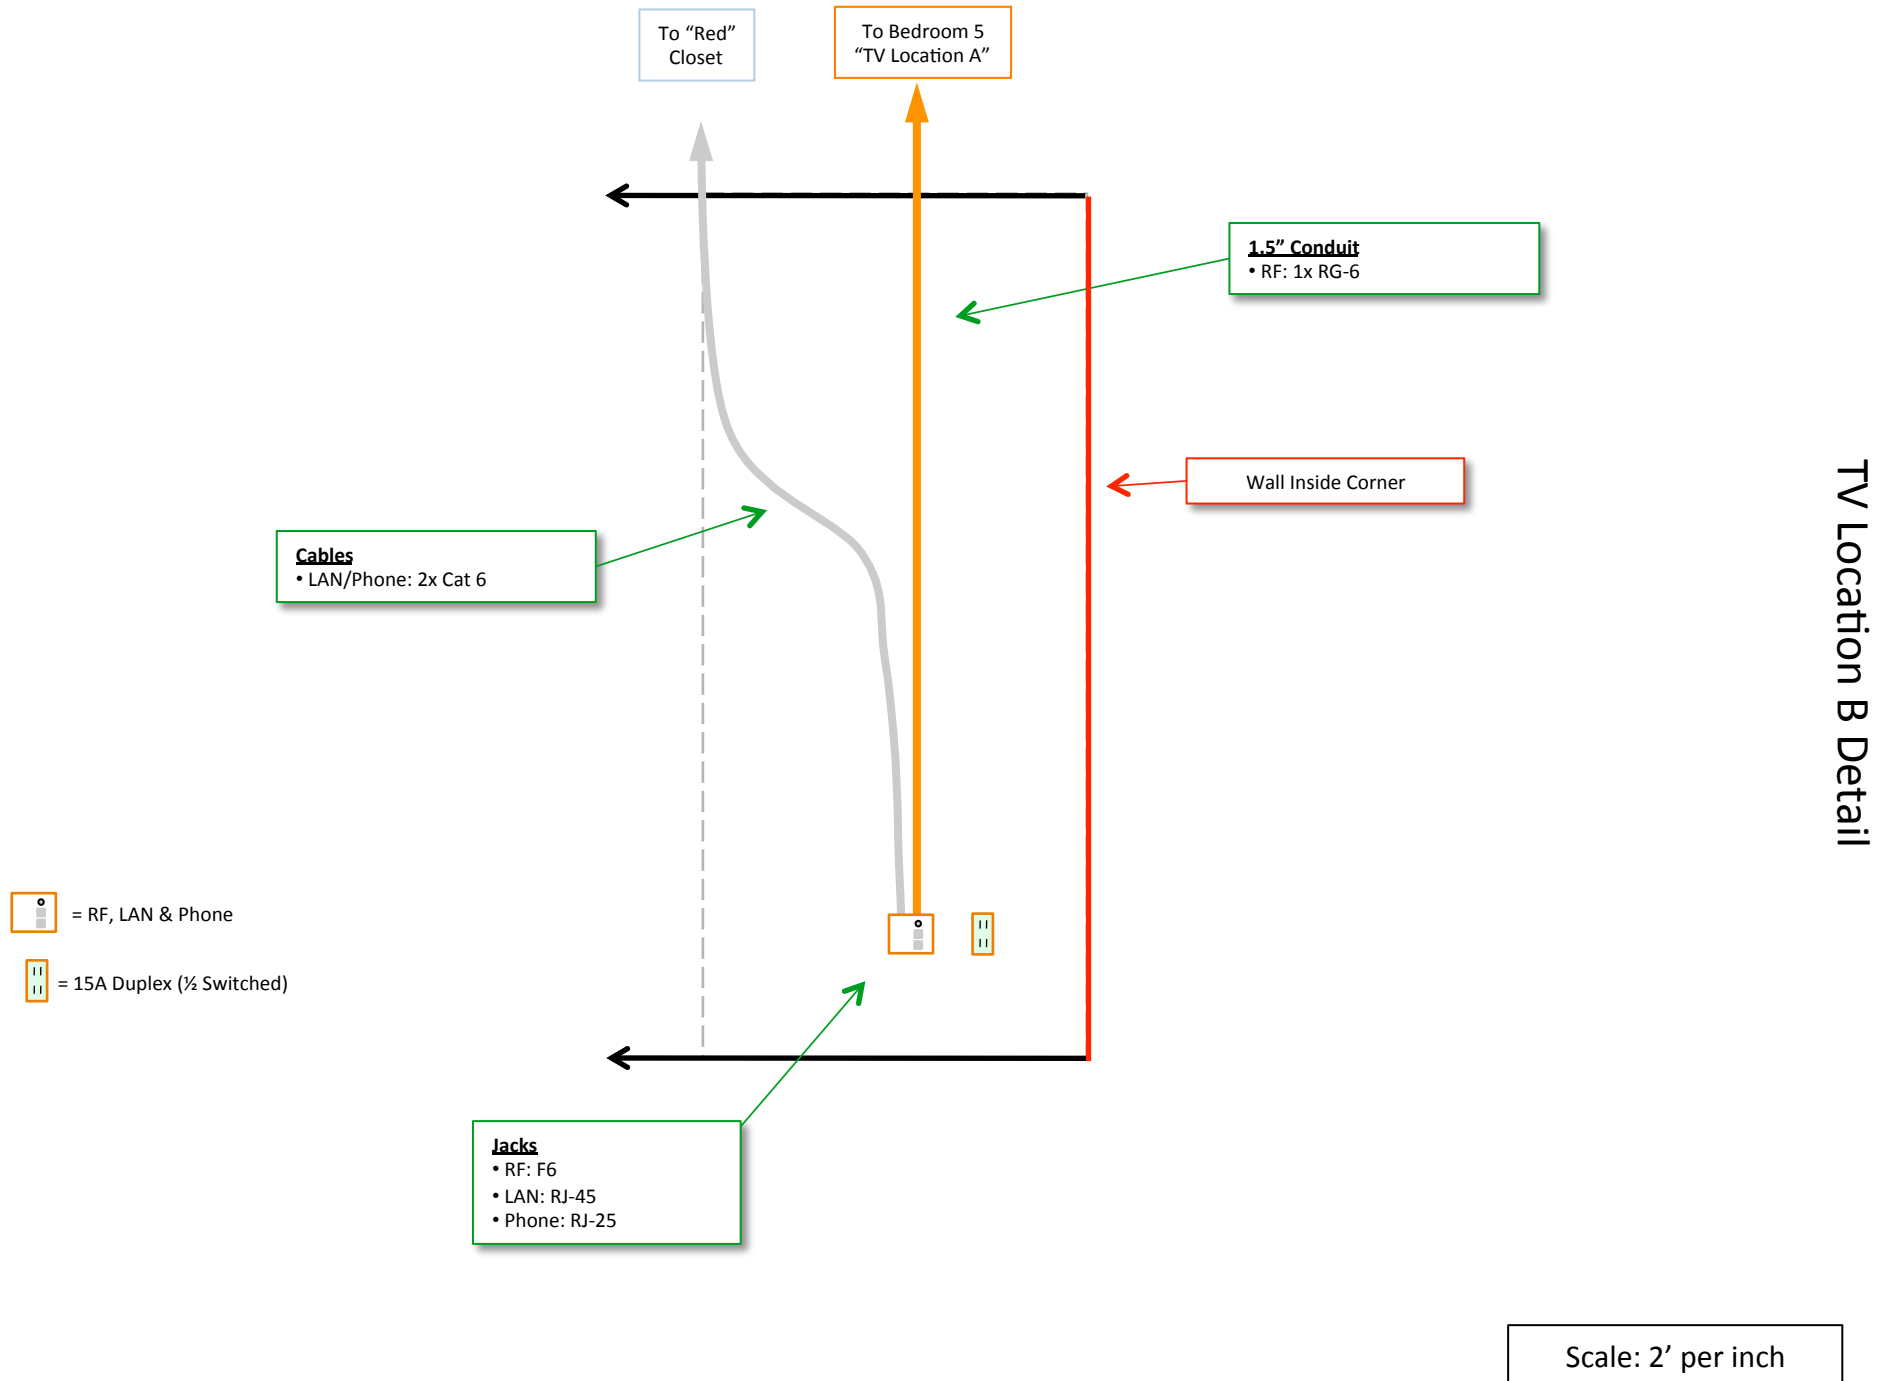 To “Red”
Closet
To Bedroom 5
“TV Location A”
1.5” Conduit
• RF: 1x RG-6
Wall Inside Corner
Cables
• LAN/Phone: 2x Cat 6
TV Location B Detail
= RF, LAN & Phone
= 15A Duplex (½ Switched)
Jacks
• RF: F6
• LAN: RJ-45
• Phone: RJ-25
Scale: 2’ per inch